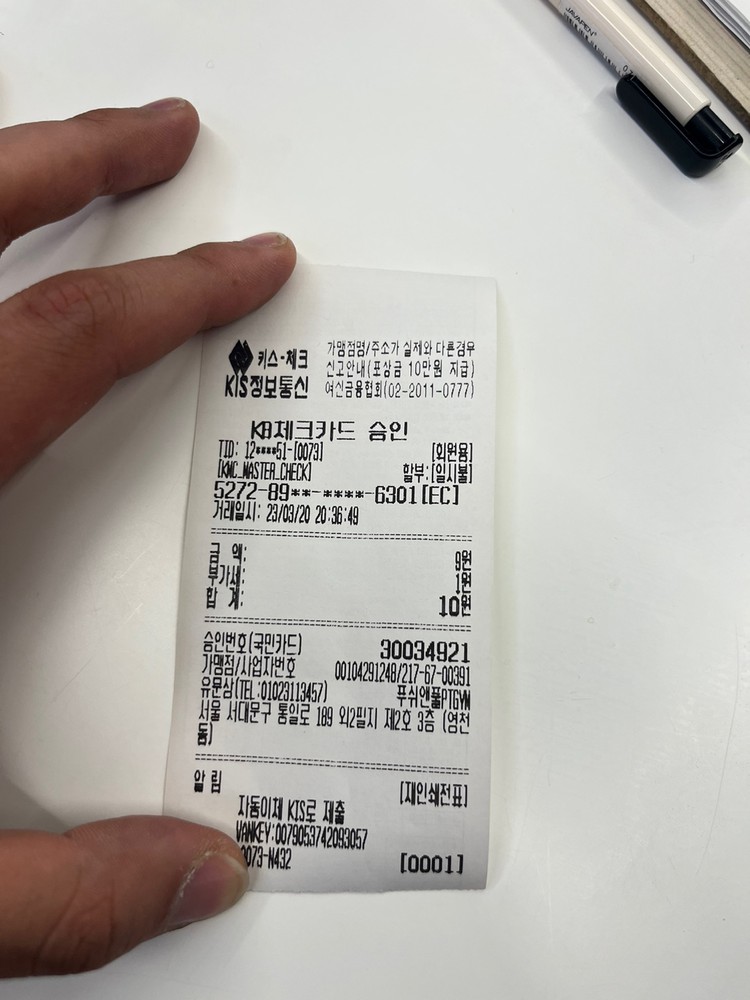 JAVAPEN
키스-체크
KIS정보통신
가맹점명/주소가 실제와 다른경우
신고안내(포상금 10만원 지급)
여신금융협회(02-2011-0777)
KB체크카드 승인
TID: 12****51-[0073] [회원용]
[KMC_MASTER_CHECK] 할부:[일시불]
5272-89**-****-6301[EC]
거래일시: 23/03/20 20:36:49
금 액: 9원
부가세: 1원
합 계: 10원
승인번호(국민카드) 30034921
가맹점/사업자번호 00104291248/217-67-00391
유문삼(TEL:01023113457) 푸쉬앤풀PTGYM
서울 서대문구 통일로 189 외2필지 제2호 3층 (영천
동)
알 림 [재인쇄전표]
자동이체 KIS로 제출
VANKEY:0079053742093057
0073-N432 [0001]